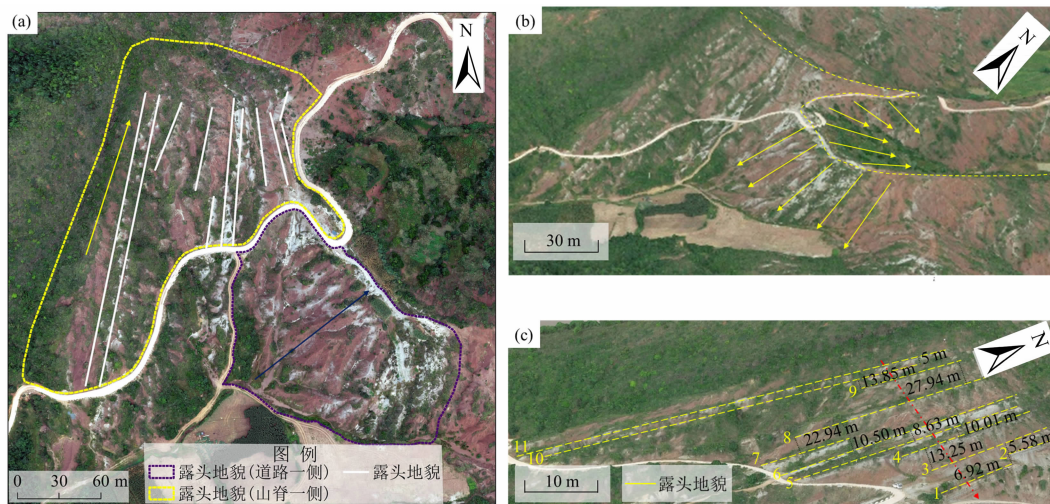 (a)
N
图 例
露头地貌(道路一侧)
露头地貌
露头地貌(山脊一侧)
0 20 40 60 m
(b)
N
30 m
(c)
N
5 m
13.85
9
27.94 m
22.94 m
8
8.63 m
10.01 m
10.50 m
11
10
7
6
5
4
13.25 m
3
5.58 m
2
6.92 m
1
10 m
露头地貌